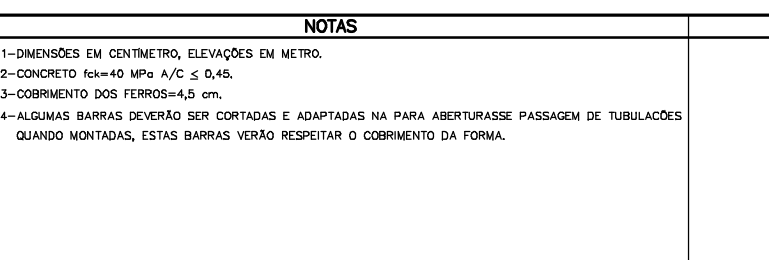 NOTAS
1-DIMENSÕES EM CENTÍMETRO, ELEVAÇÕES EM METRO.
2-CONCRETO fck=40 MPa A/C ≤ 0,45.
3-COBRIMENTO DOS FERROS=4,5 cm.
4-ALGUMAS BARRAS DEVERÃO SER CORTADAS E ADAPTADAS NA PARA ABERTURASSE PASSAGEM DE TUBULACÕES
QUANDO MONTADAS, ESTAS BARRAS VERÃO RESPEITAR O COBRIMENTO DA FORMA.